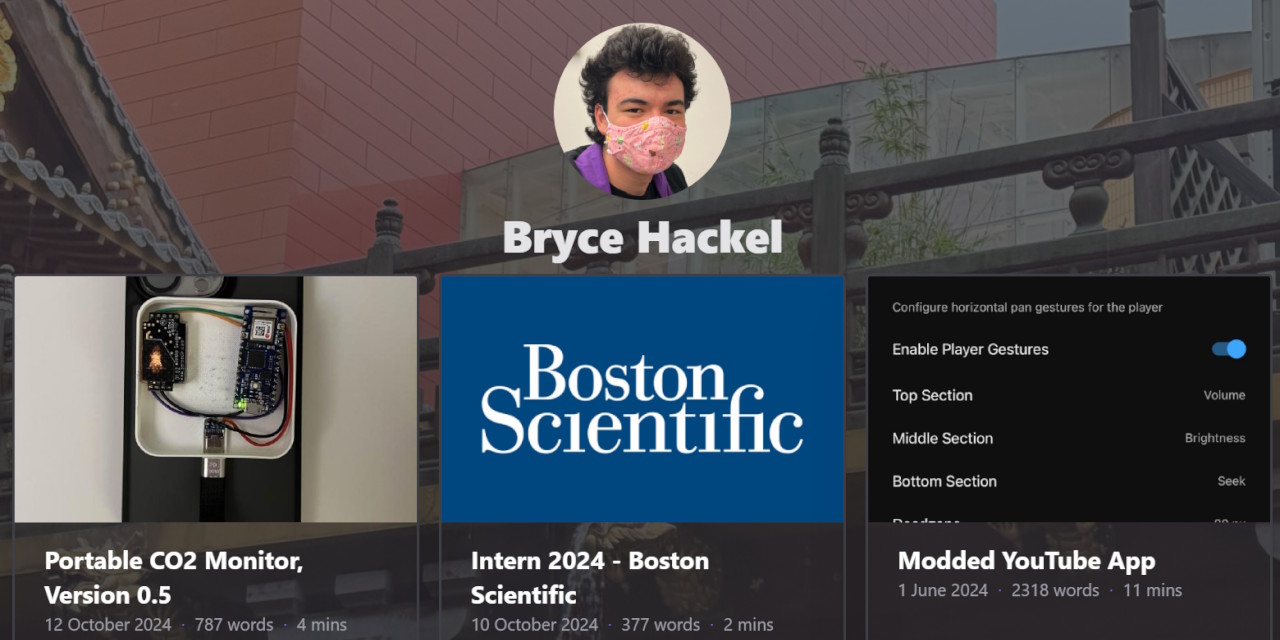 Bryce Hackel
Boston
Scientific
Configure horizontal pan gestures for the player
Enable Player Gestures
Top Section Volume
Middle Section Brightness
Bottom Section Seek
Portable CO2 Monitor,
Version 0.5
12 October 2024 · 787 words · 4 mins
Intern 2024 - Boston
Scientific
10 October 2024 · 377 words · 2 mins
Modded YouTube App
1 June 2024 · 2318 words · 11 mins